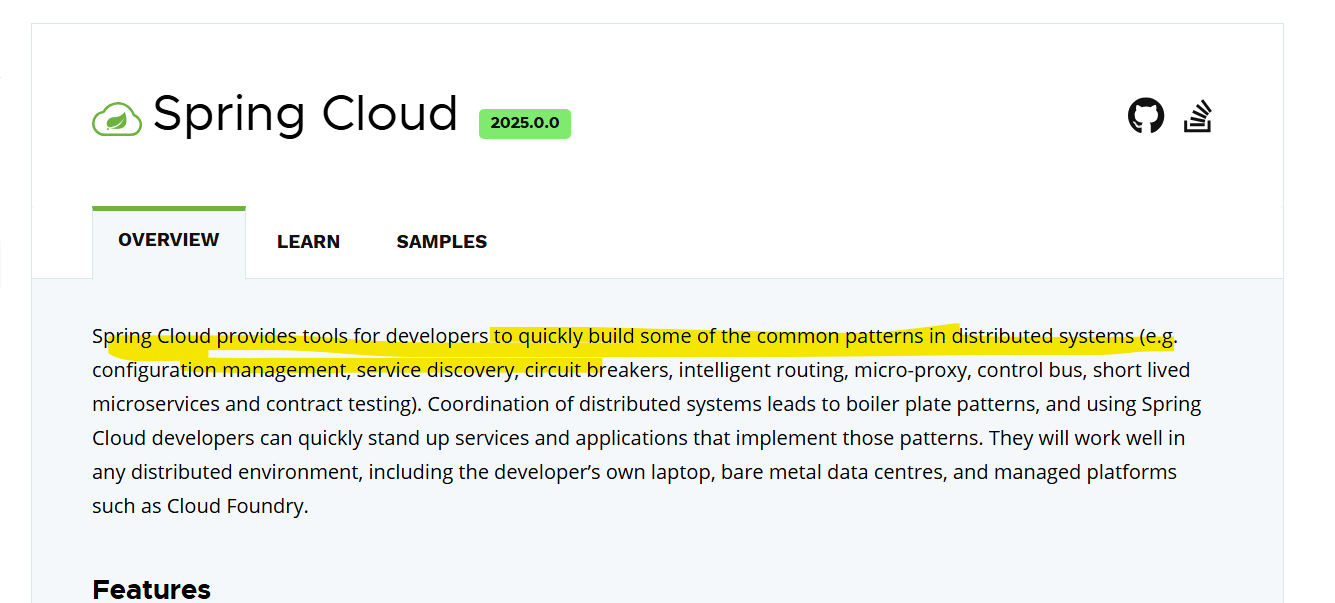 Spring Cloud 2025.0.0
OVERVIEW LEARN SAMPLES
Spring Cloud provides tools for developers to quickly build some of the common patterns in distributed systems (e.g.
configuration management, service discovery, circuit breakers, intelligent routing, micro-proxy, control bus, short lived
microservices and contract testing). Coordination of distributed systems leads to boiler plate patterns, and using Spring
Cloud developers can quickly stand up services and applications that implement those patterns. They will work well in
any distributed environment, including the developer’s own laptop, bare metal data centres, and managed platforms
such as Cloud Foundry.
Features